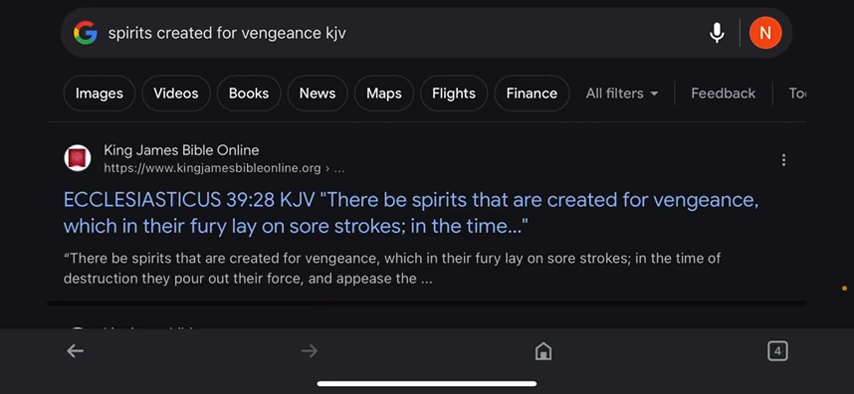 spirits created for vengeance kjv
N
Images Videos Books News Maps Flights Finance All filters Feedback
King James Bible Online
https://www.kingjamesbibleonline.org › ...
ECCLESIASTICUS 39:28 KJV "There be spirits that are created for vengeance,
which in their fury lay on sore strokes; in the time..."
“There be spirits that are created for vengeance, which in their fury lay on sore strokes; in the time of
destruction they pour out their force, and appease the ...
4